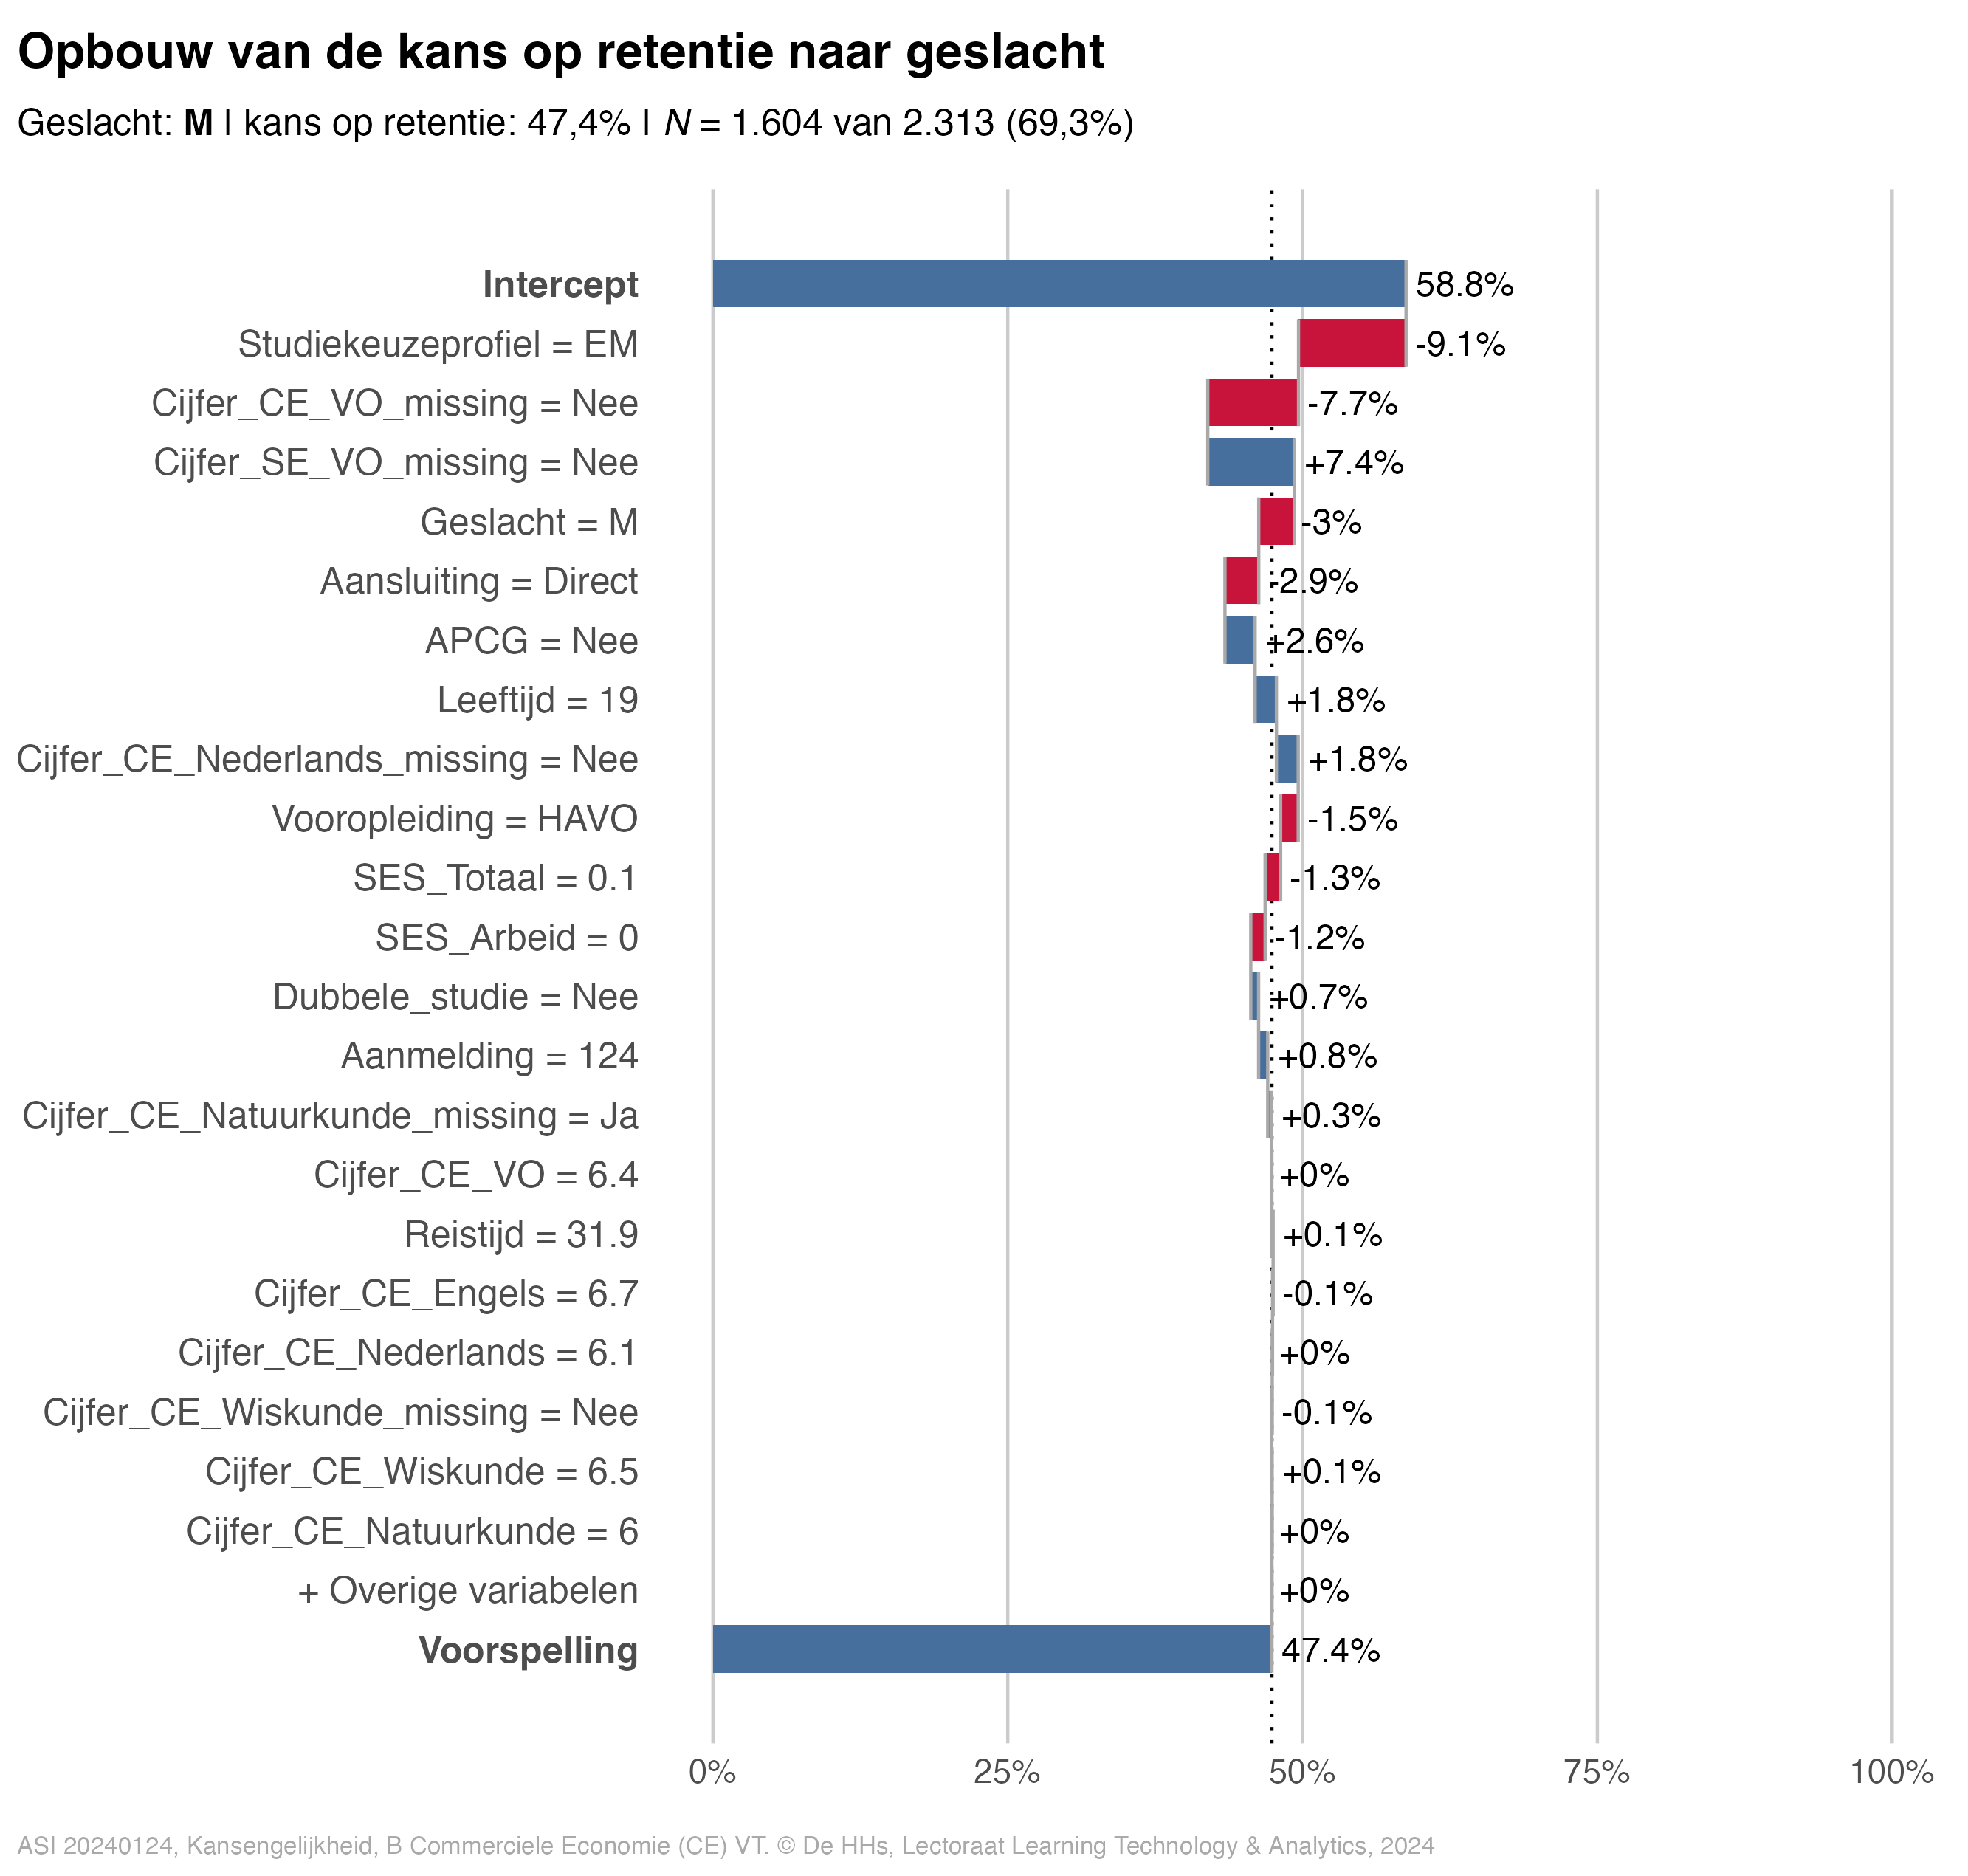 Opbouw van de kans op retentie naar geslacht
Geslacht: M | kans op retentie: 47,4% | N = 1.604 van 2.313 (69,3%)
Intercept 58.8%
Studiekeuzeprofiel = EM -9.1%
Cijfer_CE_VO_missing = Nee -7.7%
Cijfer_SE_VO_missing = Nee +7.4%
Geslacht = M -3%
Aansluiting = Direct -2.9%
APCG = Nee +2.6%
Leeftijd = 19 +1.8%
Cijfer_CE_Nederlands_missing = Nee +1.8%
Vooropleiding = HAVO -1.5%
SES_Totaal = 0.1 -1.3%
SES_Arbeid = 0 -1.2%
Dubbele_studie = Nee +0.7%
Aanmelding = 124 +0.8%
Cijfer_CE_Natuurkunde_missing = Ja +0.3%
Cijfer_CE_VO = 6.4 +0%
Reistijd = 31.9 +0.1%
Cijfer_CE_Engels = 6.7 -0.1%
Cijfer_CE_Nederlands = 6.1 +0%
Cijfer_CE_Wiskunde_missing = Nee -0.1%
Cijfer_CE_Wiskunde = 6.5 +0.1%
Cijfer_CE_Natuurkunde = 6 +0%
+ Overige variabelen +0%
Voorspelling 47.4%
0% 25% 50% 75% 100%
ASI 20240124, Kansengelijkheid, B Commerciele Economie (CE) VT. © De HHs, Lectoraat Learning Technology & Analytics, 2024